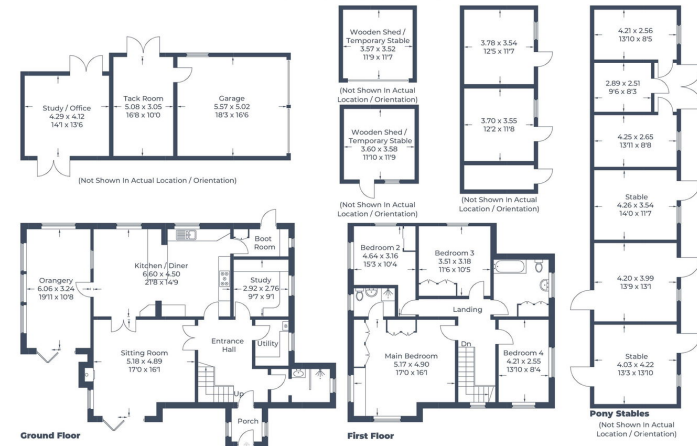 Study / Office
4.29 x 4.12
14'1 x 13'6
Tack Room
5.08 x 3.05
16'8 x 10'0
Garage
5.57 x 5.02
18'3 x 16'6
(Not Shown In Actual Location / Orientation)
Wooden Shed /
Temporary Stable
3.57 x 3.52
11'9 x 11'7
(Not Shown In Actual
Location / Orientation)
Wooden Shed /
Temporary Stable
3.60 x 3.58
11'10 x 11'9
(Not Shown In Actual
Location / Orientation)
3.78 x 3.54
12'5 x 11'7
3.70 x 3.55
12'2 x 11'8
(Not Shown In Actual
Location / Orientation)
4.21 x 2.56
13'10 x 8'5
2.89 x 2.51
9'6 x 8'3
4.25 x 2.65
13'11 x 8'8
Stable
4.26 x 3.54
14'0 x 11'7
4.20 x 3.99
13'9 x 13'1
Stable
4.03 x 4.22
13'3 x 13'10
Pony Stables
(Not Shown In Actual
Location / Orientation)
Orangery
6.06 x 3.24
19'11 x 10'8
Kitchen / Diner
6.60 x 4.50
21'8 x 14'9
Boot
Room
Study
2.92 x 2.76
9'7 x 9'1
Utility
Entrance
Hall
Sitting Room
5.18 x 4.89
17'0 x 16'1
Up
Porch
Ground Floor
Bedroom 2
4.64 x 3.16
15'3 x 10'4
Bedroom 3
3.51 x 3.18
11'6 x 10'5
Landing
Main Bedroom
5.17 x 4.90
17'0 x 16'1
Dn
Bedroom 4
4.21 x 2.55
13'10 x 8'4
First Floor